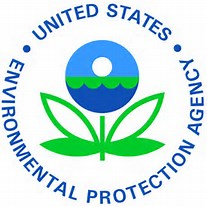 UNITED STATES
• ENVIRONMENTAL PROTECTION AGENCY •